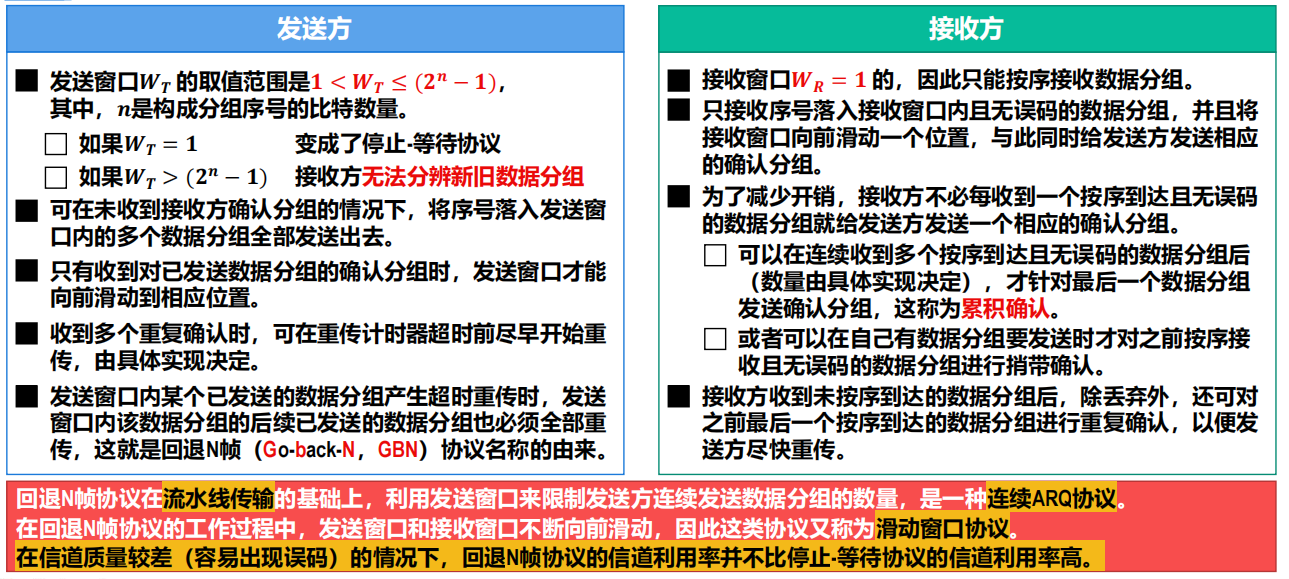 发送方
发送窗口W_T 的取值范围是1 < W_T ≤ (2^n − 1)，
其中，n是构成分组序号的比特数量。
如果W_T = 1 变成了停止-等待协议
如果W_T > (2^n − 1) 接收方无法分辨新旧数据分组
可在未收到接收方确认分组的情况下，将序号落入发送窗
口内的多个数据分组全部发送出去。
只有收到对已发送数据分组的确认分组时，发送窗口才能
向前滑动到相应位置。
收到多个重复确认时，可在重传计时器超时前尽早开始重
传，由具体实现决定。
发送窗口内某个已发送的数据分组产生超时重传时，发送
窗口内该数据分组的后续已发送的数据分组也必须全部重
传，这就是回退N帧（Go-back-N，GBN）协议名称的由来。
接收方
接收窗口W_R = 1 的，因此只能按序接收数据分组。
只接收序号落入接收窗口内且无误码的数据分组，并且将
接收窗口向前滑动一个位置，与此同时给发送方发送相应
的确认分组。
为了减少开销，接收方不必每收到一个按序到达且无误码
的数据分组就给发送方发送一个相应的确认分组。
可以在连续收到多个按序到达且无误码的数据分组后
（数量由具体实现决定），才针对最后一个数据分组
发送确认分组，这称为累积确认。
或者可以在自己有数据分组要发送时才对之前按序接
收且无误码的数据分组进行捎带确认。
接收方收到未按序到达的数据分组后，除丢弃外，还可对
之前最后一个按序到达的数据分组进行重复确认，以便发
送方尽快重传。
回退N帧协议在流水线传输的基础上，利用发送窗口来限制发送方连续发送数据分组的数量，是一种连续ARQ协议。
在回退N帧协议的工作过程中，发送窗口和接收窗口不断向前滑动，因此这类协议又称为滑动窗口协议。
在信道质量较差（容易出现误码）的情况下，回退N帧协议的信道利用率并不比停止-等待协议的信道利用率高。